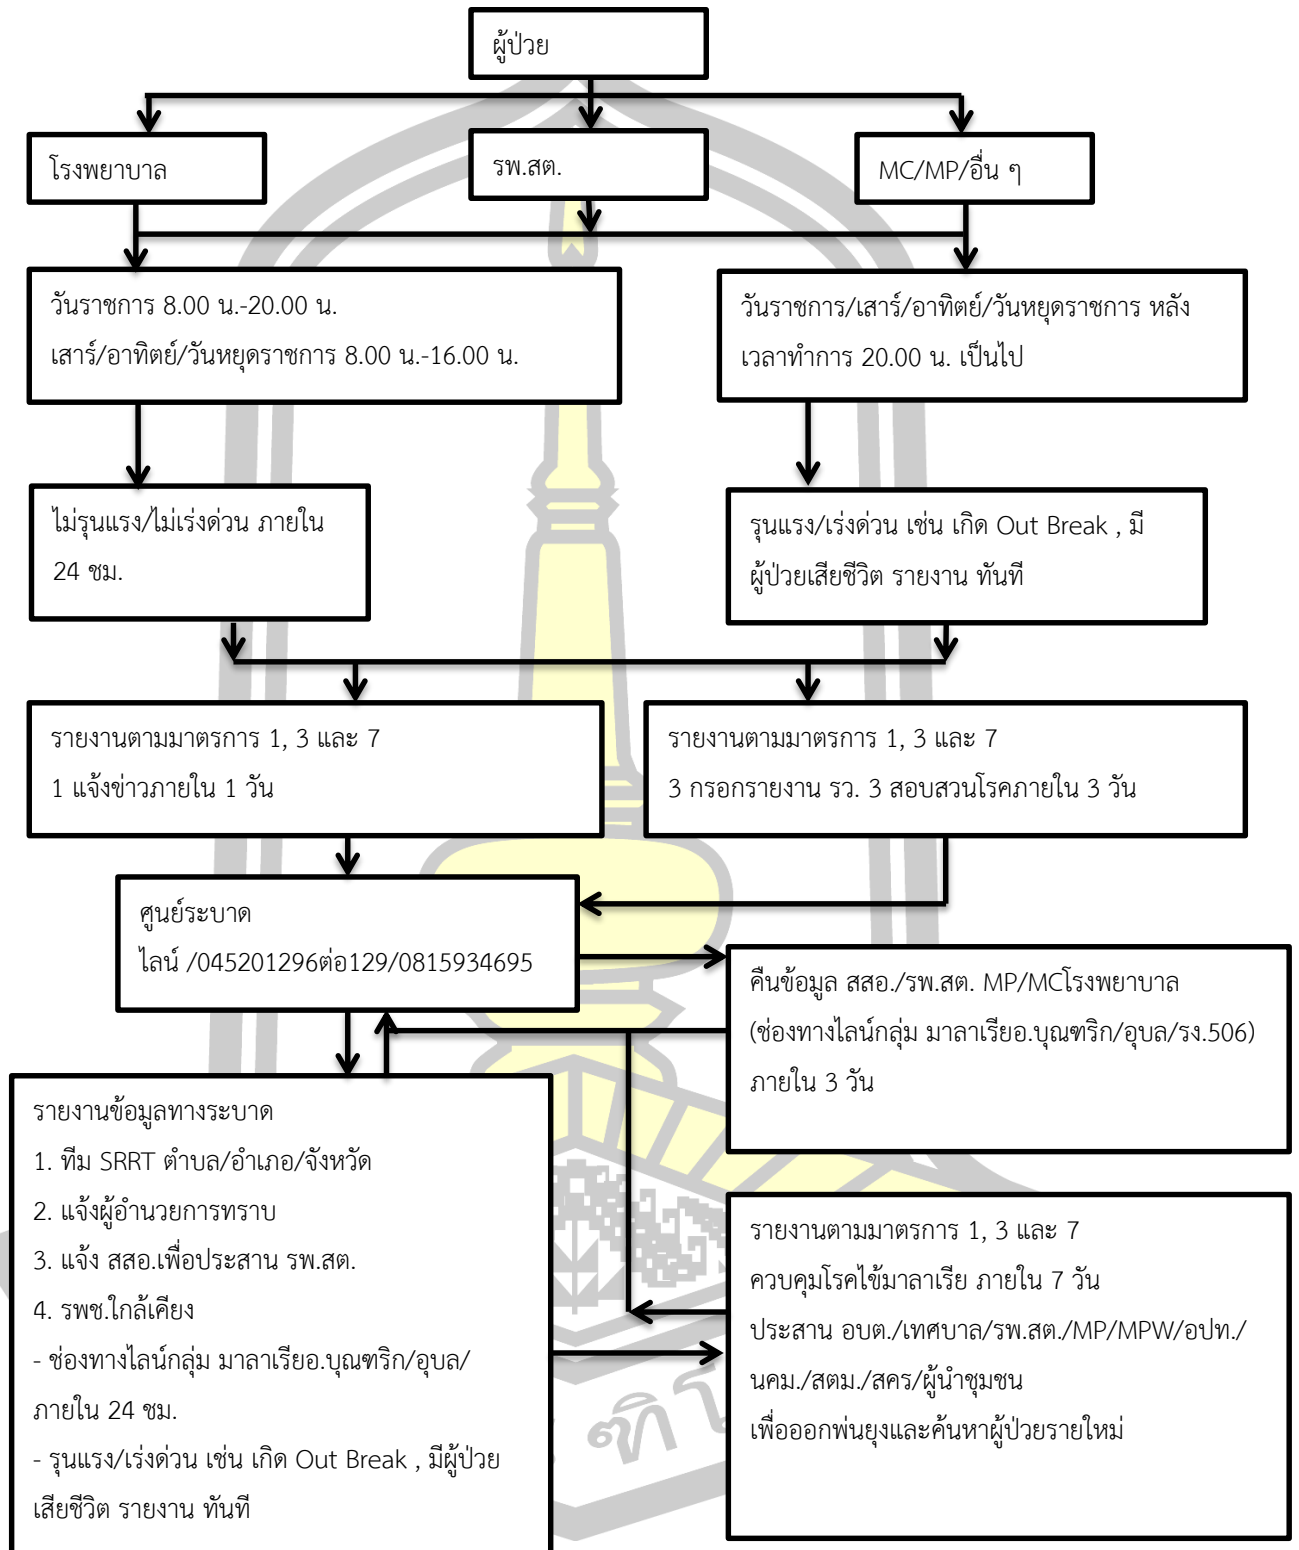 ผู้ป่วย
โรงพยาบาล
รพ.สต.
MC/MP/อื่น ๆ
วันราชการ 8.00 น.-20.00 น.
เสาร์/อาทิตย์/วันหยุดราชการ 8.00 น.-16.00 น.
วันราชการ/เสาร์/อาทิตย์/วันหยุดราชการ หลัง
เวลาทำการ 20.00 น. เป็นไป
ไม่รุนแรง/ไม่เร่งด่วน ภายใน
24 ชม.
รุนแรง/เร่งด่วน เช่น เกิด Out Break , มี
ผู้ป่วยเสียชีวิต รายงาน ทันที
รายงานตามมาตรการ 1, 3 และ 7
1 แจ้งข่าวภายใน 1 วัน
รายงานตามมาตรการ 1, 3 และ 7
3 กรอกรายงาน รว. 3 สอบสวนโรคภายใน 3 วัน
ศูนย์ระบาด
ไลน์ /045201296ต่อ129/0815934695
คืนข้อมูล สสอ./รพ.สต. MP/MCโรงพยาบาล
(ช่องทางไลน์กลุ่ม มาลาเรียอ.บุณฑริก/อุบล/รง.506)
ภายใน 3 วัน
รายงานข้อมูลทางระบาด
1. ทีม SRRT ตำบล/อำเภอ/จังหวัด
2. แจ้งผู้อำนวยการทราบ
3. แจ้ง สสอ.เพื่อประสาน รพ.สต.
4. รพช.ใกล้เคียง
- ช่องทางไลน์กลุ่ม มาลาเรียอ.บุณฑริก/อุบล/
ภายใน 24 ชม.
- รุนแรง/เร่งด่วน เช่น เกิด Out Break , มีผู้ป่วย
เสียชีวิต รายงาน ทันที
รายงานตามมาตรการ 1, 3 และ 7
ควบคุมโรคไข้มาลาเรีย ภายใน 7 วัน
ประสาน อบต./เทศบาล/รพ.สต./MP/MPW/อปท./
นคม./สตม./สคร/ผู้นำชุมชน
เพื่อออกพ่นยุงและค้นหาผู้ป่วยรายใหม่